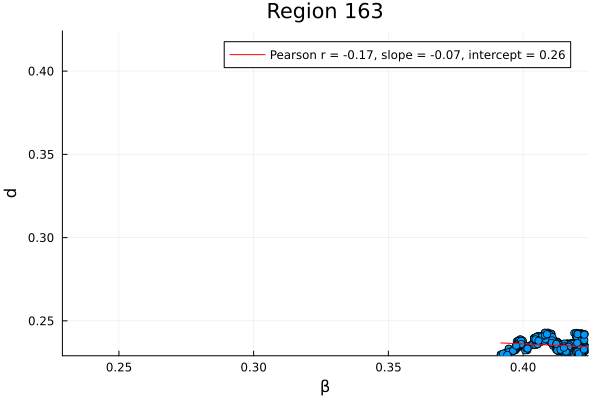 Region 163
Pearson r = -0.17, slope = -0.07, intercept = 0.26
0.40
0.35
d
0.30
0.25
0.25 0.30 0.35 0.40
β